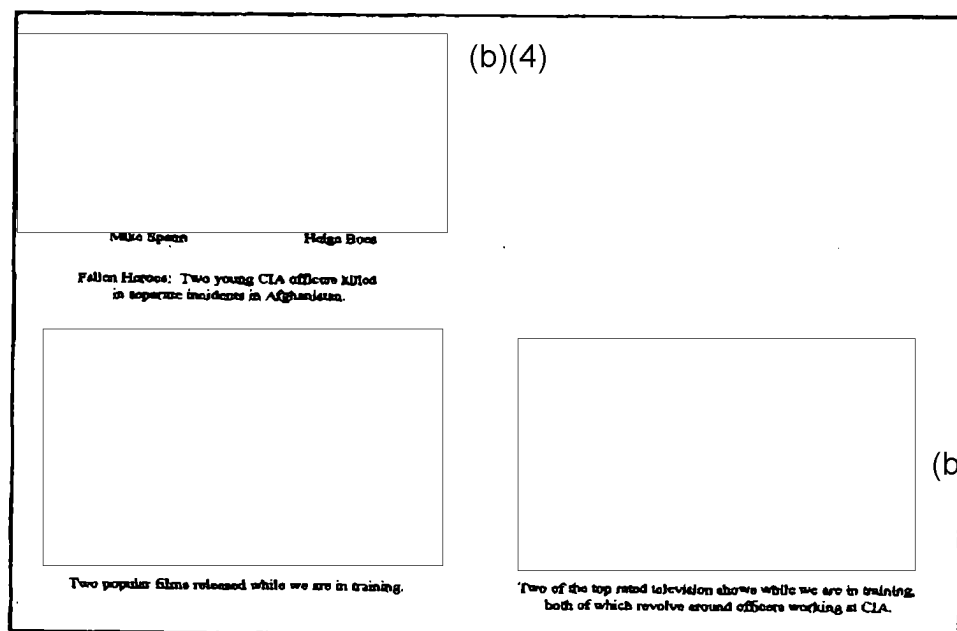 (b)(4)
Mike Spann Helge Boes
Fallen Heroes: Two young CIA officers killed
in separate incidents in Afghanistan.
(b
Two popular films released while we are in training.
Two of the top rated television shows while we are in training,
both of which revolve around officers working at CIA.